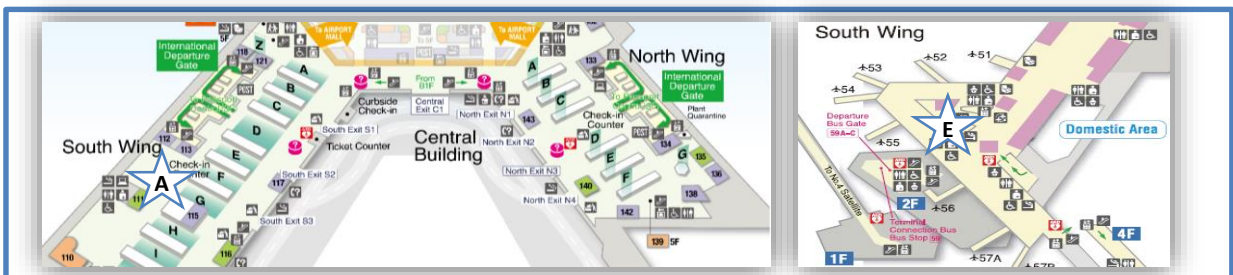 To AIRPORT MALL
To 5F
To AIRPORT MALL
5F
118
121
Z
International
Departure
Gate
POST
A
B
C
D
E
F
G
H
I
From
B1F
Curbside
Check-in
Central
Exit C1
North Exit N1
North Exit N2
North Exit N3
North Exit N4
South Exit S1
Ticket Counter
South Exit S2
South Exit S3
Central
Building
South Wing
Check-in
Counter
A
112
113
111
115
117
116
110
North Wing
133
International
Departure
Gate
Plant
Quarantine
POST
Check-in
Counter
A
B
C
D
E
F
G
143
134
135
136
138
140
142
139 5F
South Wing
51
52
53
54
55
56
57A
57B
Departure
Bus Gate
59A-C
E
Domestic Area
To No.4 Satellite
2F
Terminal
Connection Bus
Bus Stop 59
1F
4F